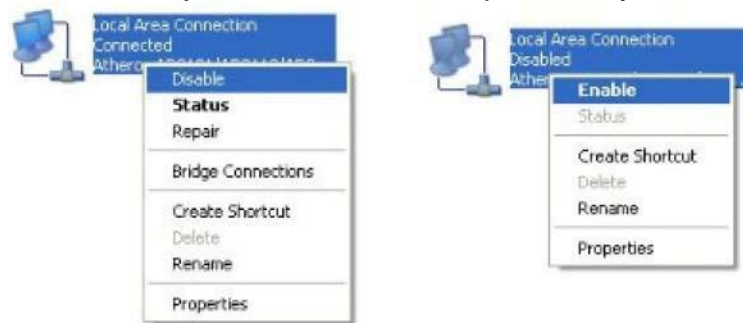 Local Area Connection
Connected
Disable
Status
Repair
Bridge Connections
Create Shortcut
Delete
Rename
Properties
Local Area Connection
Disabled
Enable
Status
Create Shortcut
Delete
Rename
Properties